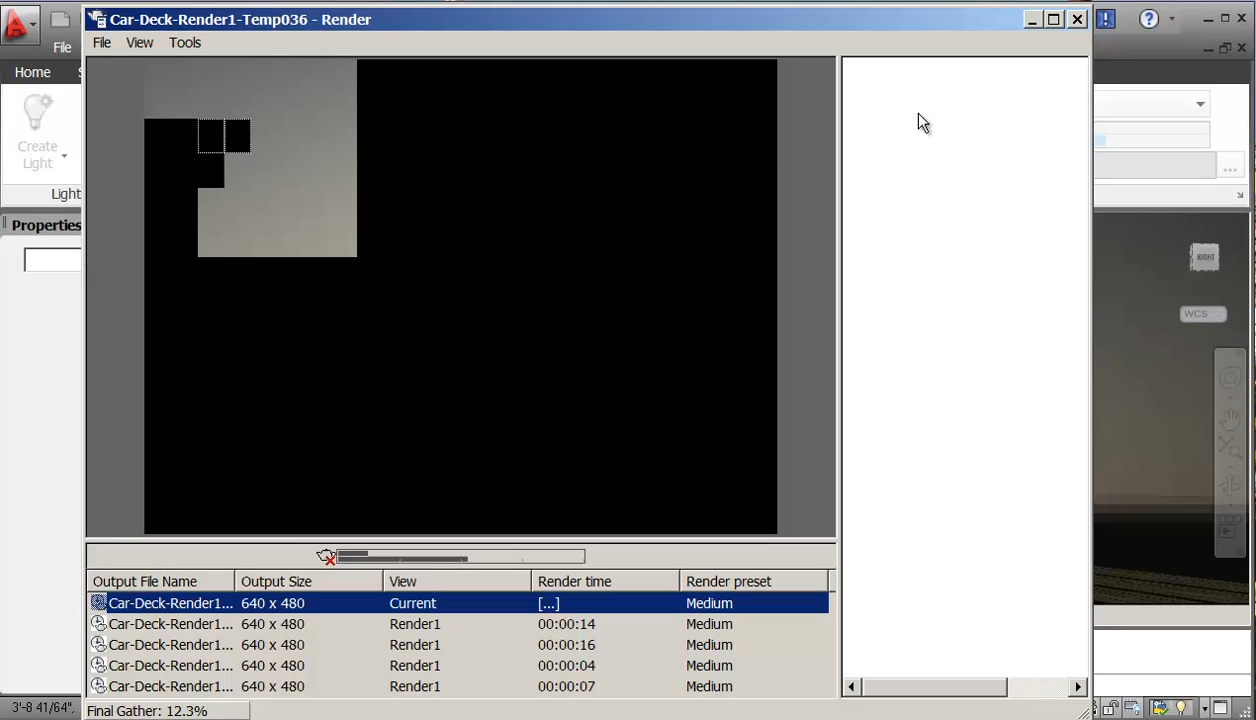 Car-Deck-Render1-Temp036 - Render
File View Tools
File
Home
Create
Light
Light
Properties
RIGHT
WCS
Output File Name Output Size View Render time Render preset
Car-Deck-Render1... 640 x 480 Current [...] Medium
Car-Deck-Render1... 640 x 480 Render1 00:00:14 Medium
Car-Deck-Render1... 640 x 480 Render1 00:00:16 Medium
Car-Deck-Render1... 640 x 480 Render1 00:00:04 Medium
Car-Deck-Render1... 640 x 480 Render1 00:00:07 Medium
3'-8 41/64",
Final Gather: 12.3%